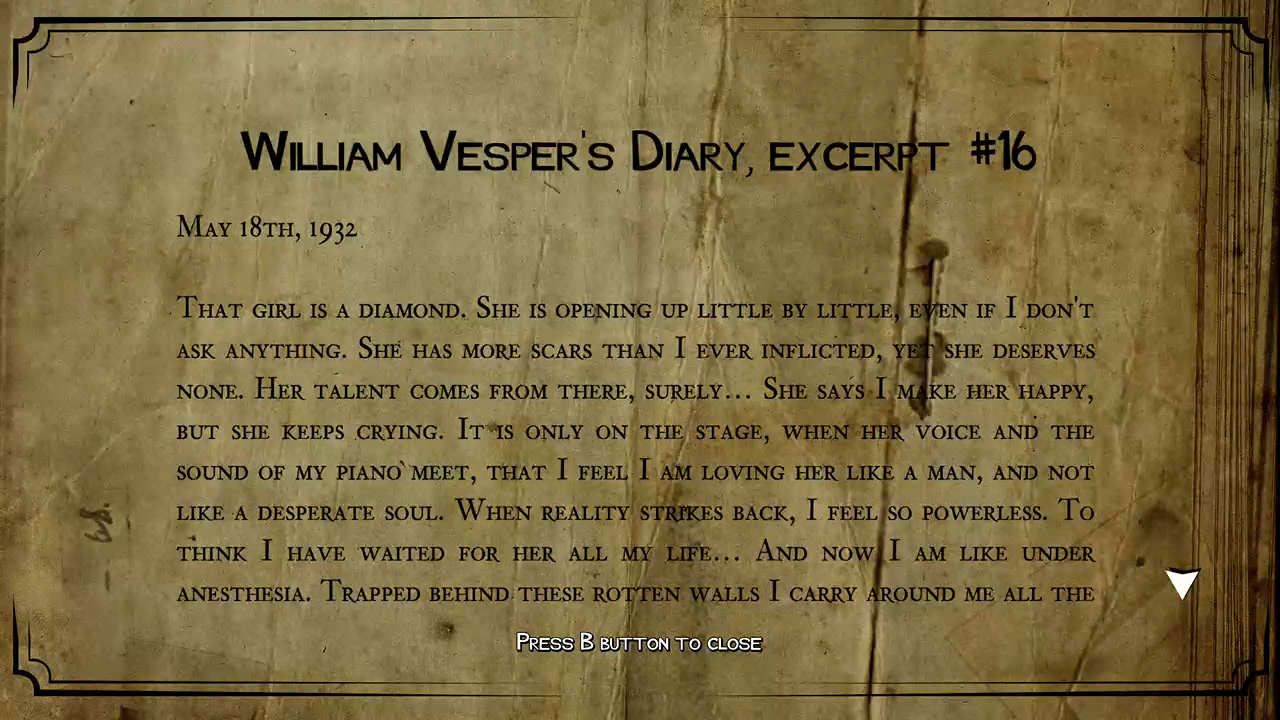 William Vesper's Diary, excerpt #16
May 18th, 1932
That girl is a diamond. She is opening up little by little, even if I don't
ask anything. She has more scars than I ever inflicted, yet she deserves
none. Her talent comes from there, surely... She says I make her happy,
but she keeps crying. It is only on the stage, when her voice and the
sound of my piano meet, that I feel I am loving her like a man, and not
like a desperate soul. When reality strikes back, I feel so powerless. To
think I have waited for her all my life... And now I am like under
anesthesia. Trapped behind these rotten walls I carry around me all the
Press B button to close